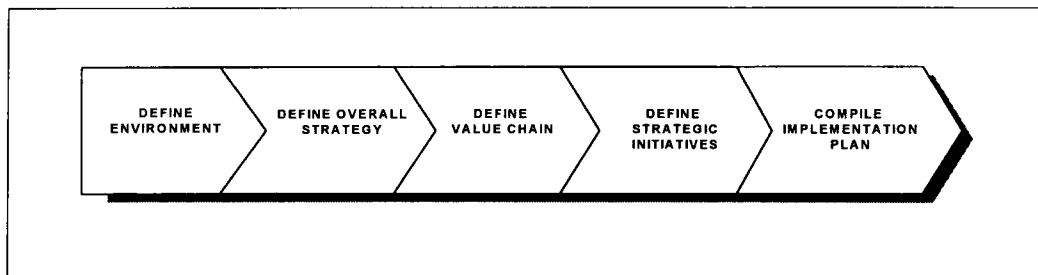 DEFINE
ENVIRONMENT
DEFINE OVERALL
STRATEGY
DEFINE
VALUE CHAIN
DEFINE
STRATEGIC
INITIATIVES
COMPILE
IMPLEMENTATION
PLAN